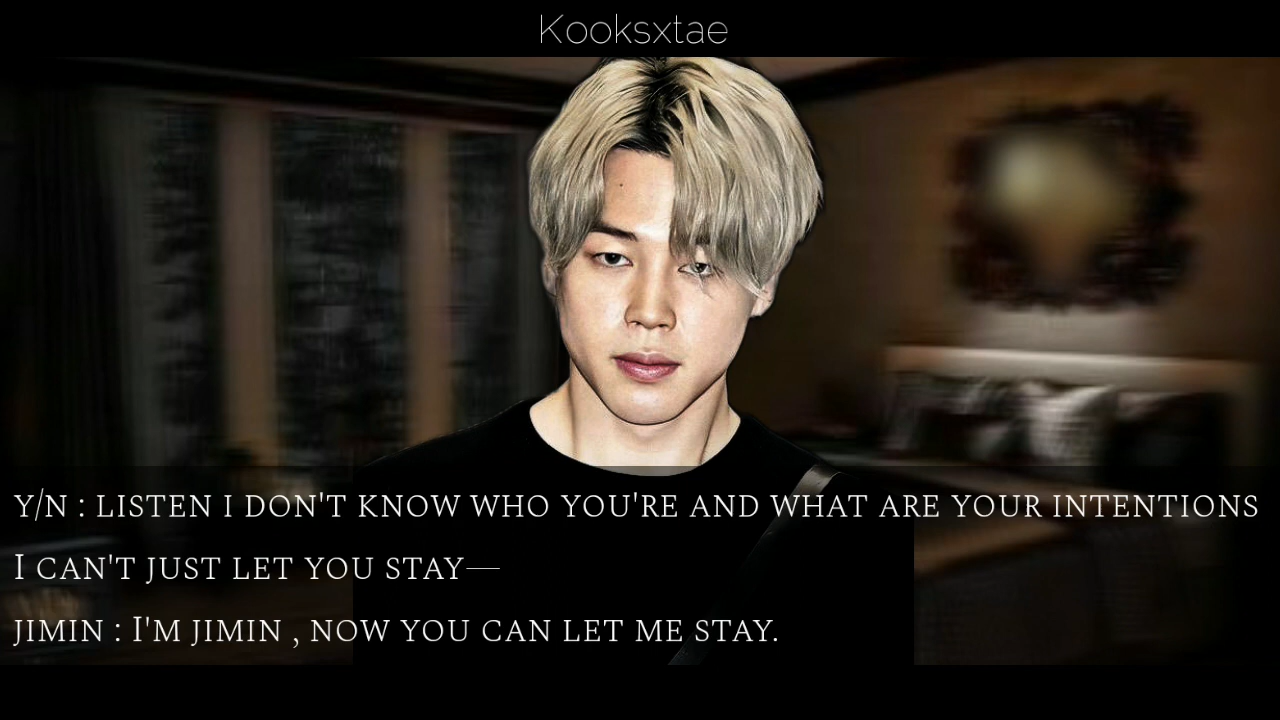 Kooksxtae
Y/N : LISTEN I DON'T KNOW WHO YOU'RE AND WHAT ARE YOUR INTENTIONS
I CAN'T JUST LET YOU STAY—
JIMIN : I'M JIMIN , NOW YOU CAN LET ME STAY.